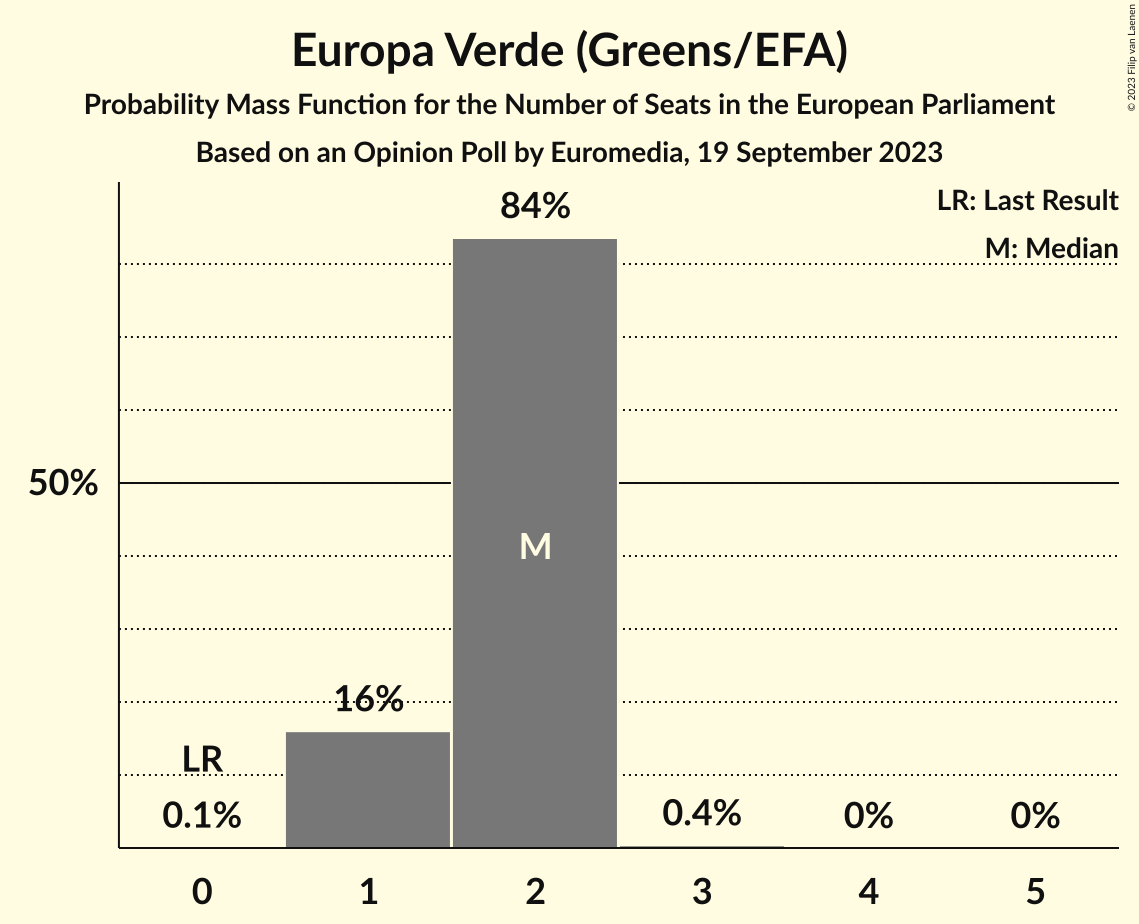 Europa Verde (Greens/EFA)
Probability Mass Function for the Number of Seats in the European Parliament
Based on an Opinion Poll by Euromedia, 19 September 2023
© 2023 Filip van Laenen
LR: Last Result
M: Median
84%
50%
M
16%
LR
0.1%
0.4%
0%
0%
0
1
2
3
4
5